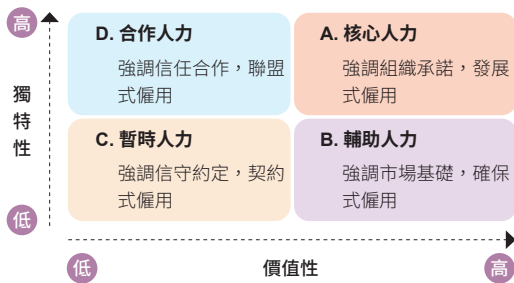 高
獨特性
低
D. 合作人力
強調信任合作，聯盟
式僱用
A. 核心人力
強調組織承諾，發展
式僱用
C. 暫時人力
強調信守約定，契約
式僱用
B. 輔助人力
強調市場基礎，確保
式僱用
低
價值性
高